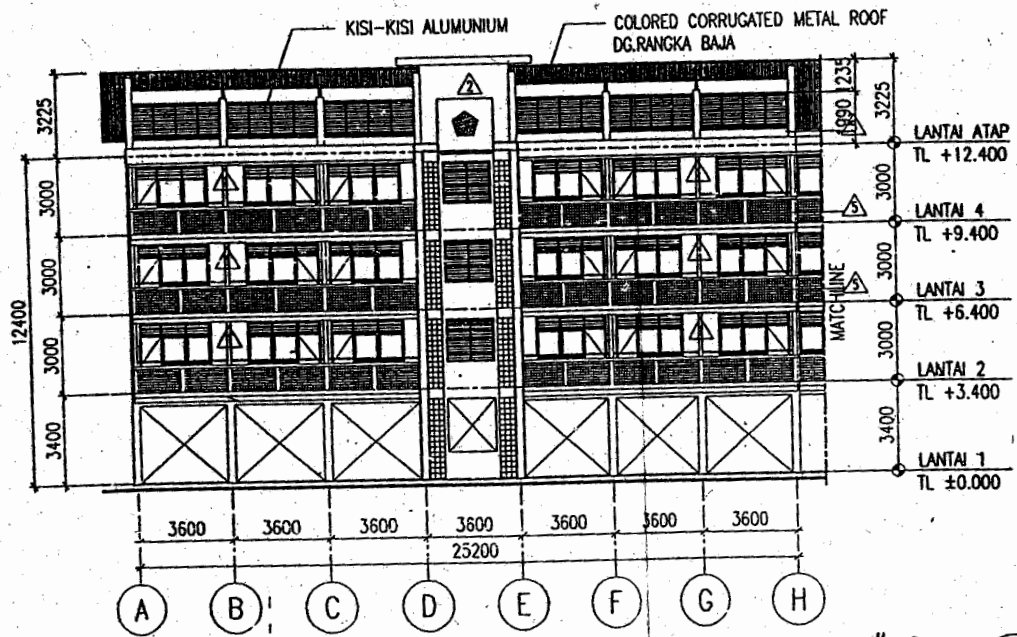 KISI-KISI ALUMUNIUM
COLORED CORRUGATED METAL ROOF
DG.RANGKA BAJA
2
3225
1235
3225
LANTAI ATAP
TL +12.400
3000
3000
5
LANTAI 4
TL +9.400
3000
3000
5
LANTAI 3
TL +6.400
12400
MATCHLINE
3000
3000
LANTAI 2
TL +3.400
3400
3400
LANTAI 1
TL ±0.000
3600 3600 3600 3600 3600 3600 3600
25200
A B C D E F G H